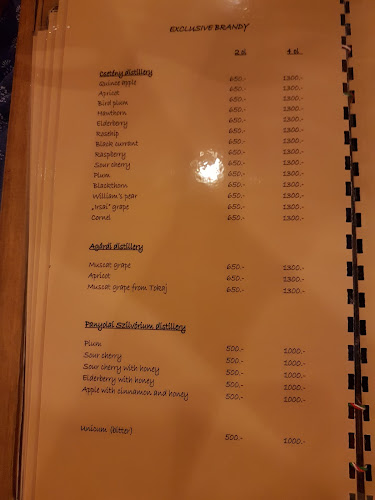 EXCLUSIVE BRANDY
2 cl 4 cl
Csetény distillery
Quince apple 650.- 1300.-
Apricot 650.- 1300.-
Bird plum 650.- 1300.-
Hawthorn 650.- 1300.-
Elderberry 650.- 1300.-
Rosehip 650.- 1300.-
Black currant 650.- 1300.-
Raspberry 650.- 1300.-
Sour cherry 650.- 1300.-
Plum 650.- 1300.-
Blackthorn 650.- 1300.-
William's pear 650.- 1300.-
„Irsai" grape 650.- 1300.-
Cornel 650.- 1300.-
Agárdi distillery
Muscat grape 650.- 1300.-
Apricot 650.- 1300.-
Muscat grape from Tokaj 650.- 1300.-
Panyolai Szilvórium distillery
Plum 500.- 1000.-
Sour cherry 500.- 1000.-
Sour cherry with honey 500.- 1000.-
Elderberry with honey 500.- 1000.-
Apple with cinnamon and honey 500.- 1000.-
Unicum (bitter) 500.- 1000.-